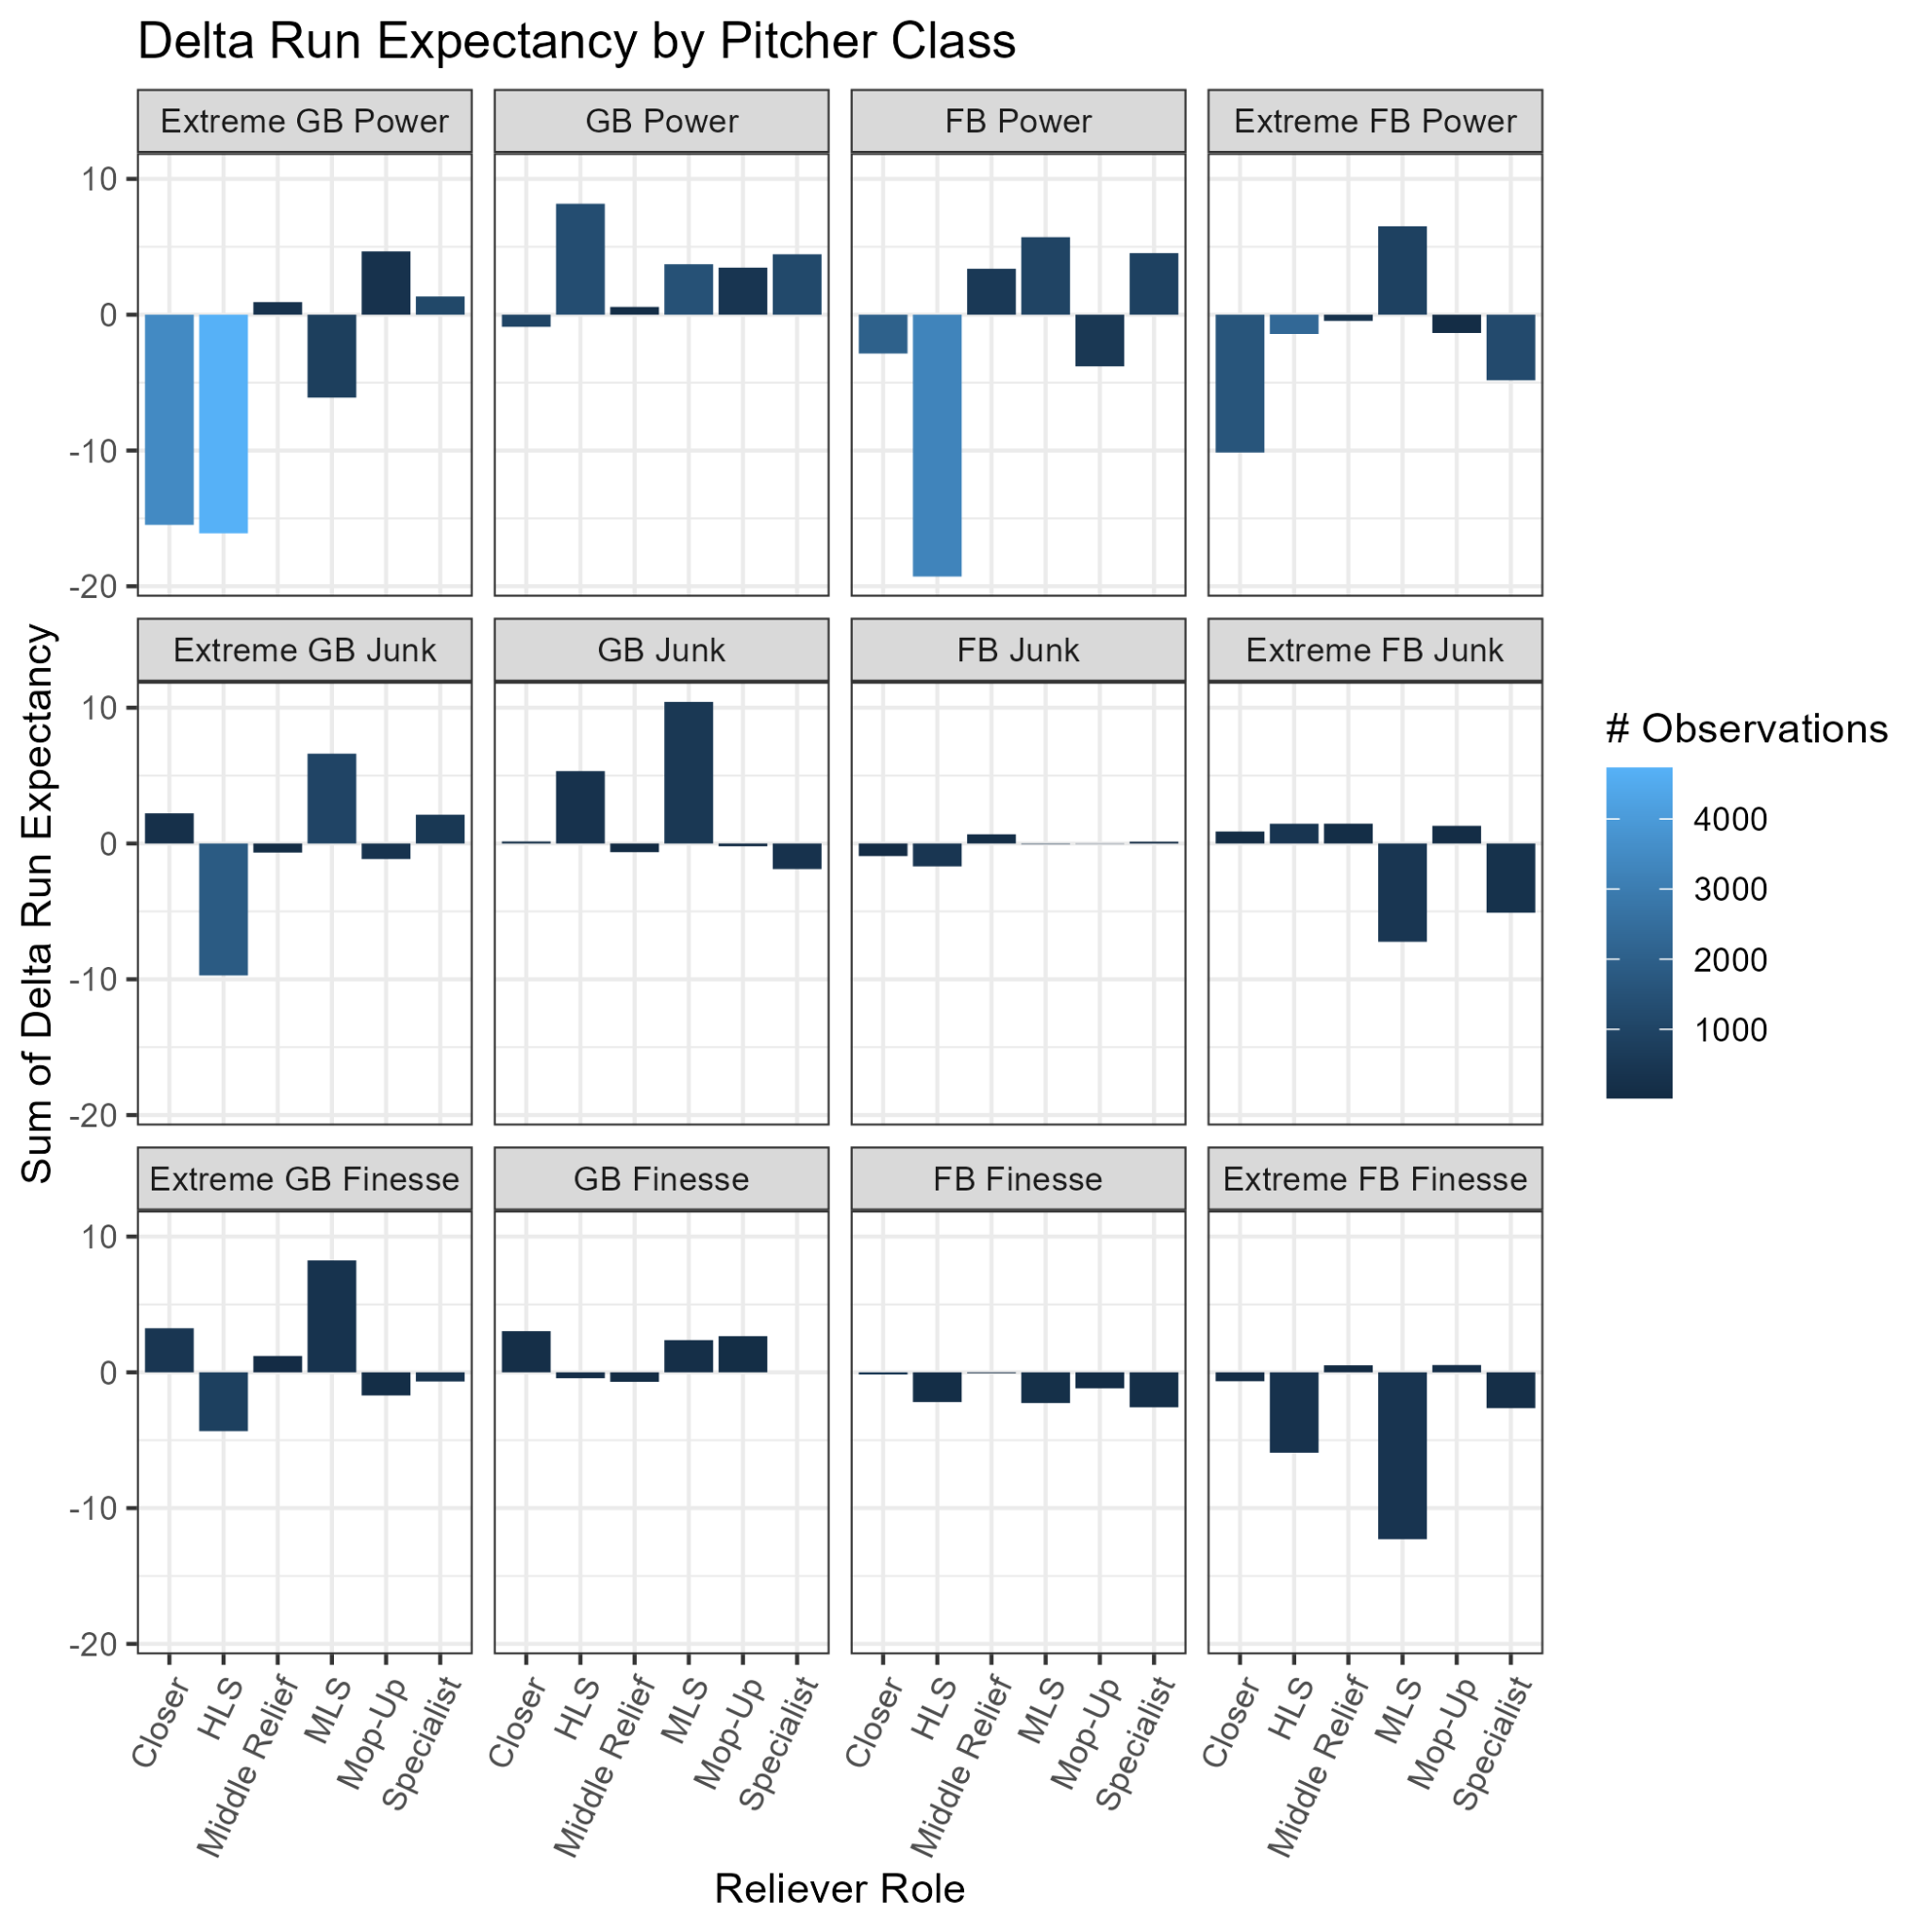 Delta Run Expectancy by Pitcher Class
Extreme GB Power
GB Power
FB Power
Extreme FB Power
10
0
-10
-20
Extreme GB Junk
GB Junk
FB Junk
Extreme FB Junk
10
0
-10
-20
Extreme GB Finesse
GB Finesse
FB Finesse
Extreme FB Finesse
10
0
-10
-20
Sum of Delta Run Expectancy
Closer
HLS
Middle Relief
MLS
Mop-Up
Specialist
Closer
HLS
Middle Relief
MLS
Mop-Up
Specialist
Closer
HLS
Middle Relief
MLS
Mop-Up
Specialist
Closer
HLS
Middle Relief
MLS
Mop-Up
Specialist
Reliever Role
# Observations
4000
3000
2000
1000